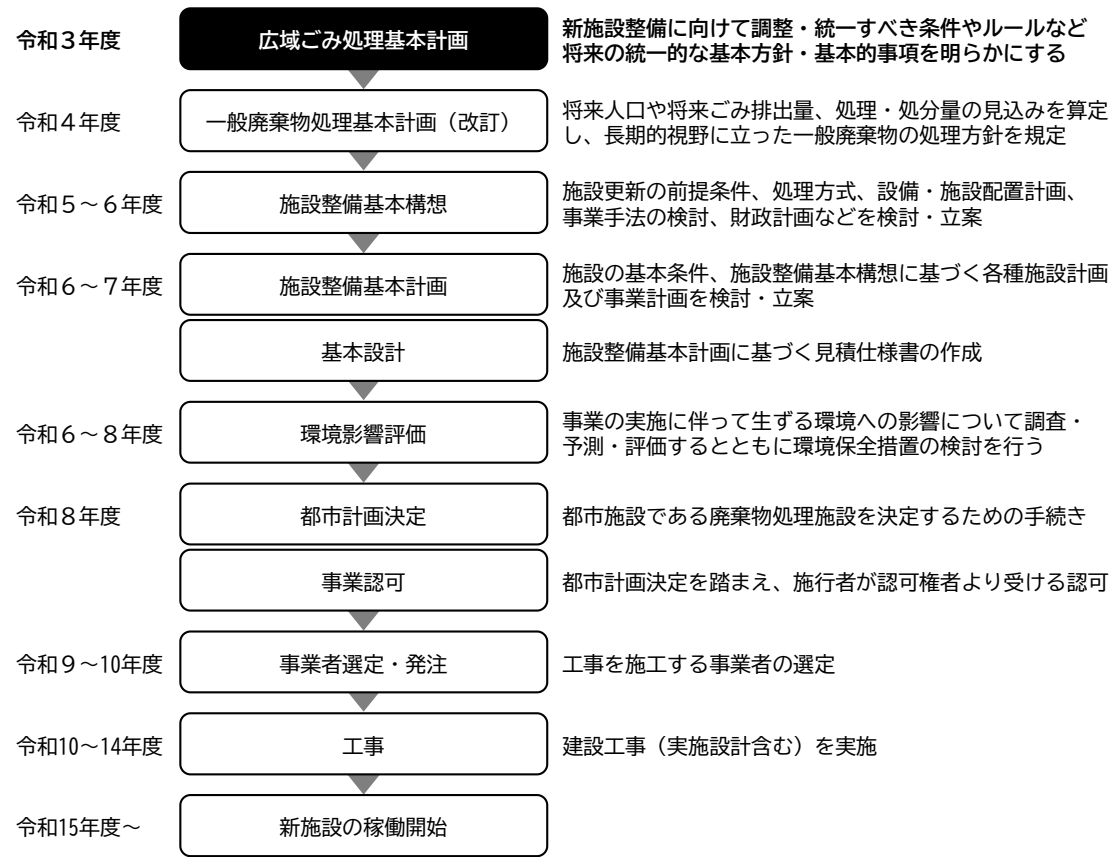 令和３年度
広域ごみ処理基本計画
新施設整備に向けて調整・統一すべき条件やルールなど
将来の統一的な基本方針・基本的事項を明らかにする
令和４年度
一般廃棄物処理基本計画（改訂）
将来人口や将来ごみ排出量、処理・処分量の見込みを算定
し、長期的視野に立った一般廃棄物の処理方針を規定
令和５～６年度
施設整備基本構想
施設更新の前提条件、処理方式、設備・施設配置計画、
事業手法の検討、財政計画などを検討・立案
令和６～７年度
施設整備基本計画
施設の基本条件、施設整備基本構想に基づく各種施設計画
及び事業計画を検討・立案
基本設計
施設整備基本計画に基づく見積仕様書の作成
令和６～８年度
環境影響評価
事業の実施に伴って生ずる環境への影響について調査・
予測・評価するとともに環境保全措置の検討を行う
令和８年度
都市計画決定
都市施設である廃棄物処理施設を決定するための手続き
事業認可
都市計画決定を踏まえ、施行者が認可権者より受ける認可
令和９～10年度
事業者選定・発注
工事を施工する事業者の選定
令和10～14年度
工事
建設工事（実施設計含む）を実施
令和15年度～
新施設の稼働開始